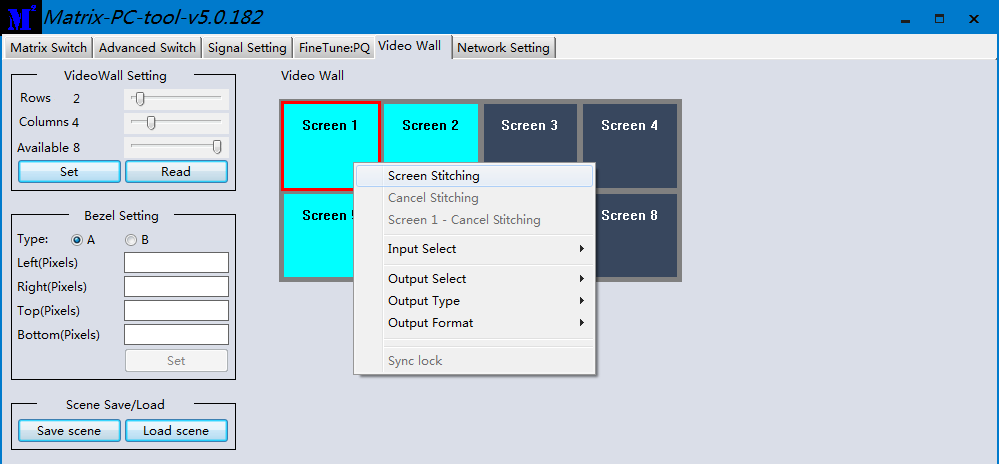 M² Matrix-PC-tool-v5.0.182
Matrix Switch Advanced Switch Signal Setting FineTune:PQ Video Wall Network Setting
VideoWall Setting
Rows 2
Columns 4
Available 8
Set Read
Bezel Setting
Type: A B
Left(Pixels)
Right(Pixels)
Top(Pixels)
Bottom(Pixels)
Set
Scene Save/Load
Save scene Load scene
Video Wall
Screen 1 Screen 2 Screen 3 Screen 4
Screen Screen 8
Screen Stitching
Cancel Stitching
Screen 1 - Cancel Stitching
Input Select
Output Select
Output Type
Output Format
Sync lock